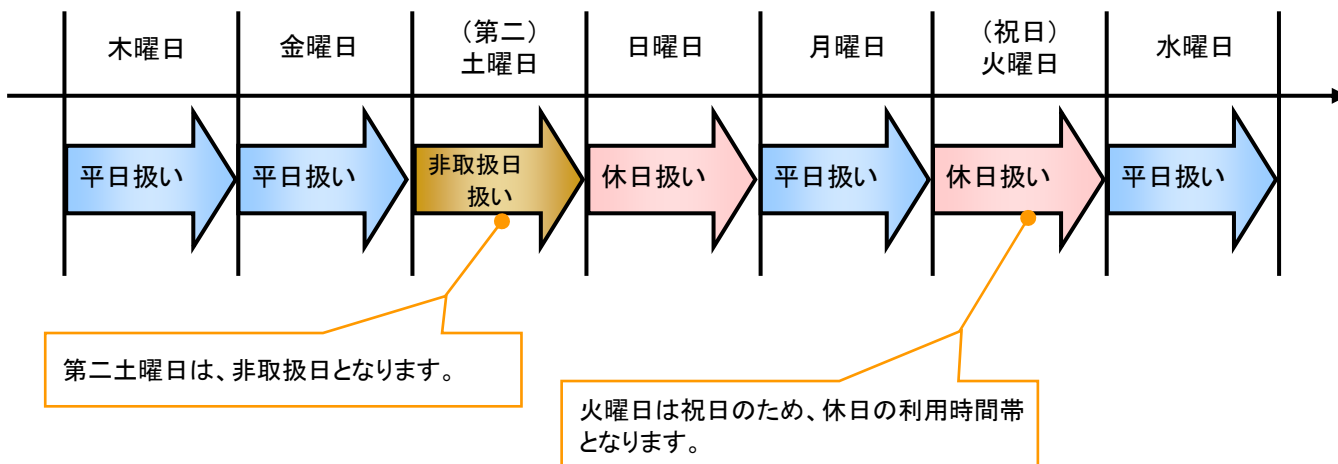 木曜日
金曜日
（第二）
土曜日
日曜日
月曜日
（祝日）
火曜日
水曜日
平日扱い
平日扱い
非取扱日
扱い
休日扱い
平日扱い
休日扱い
平日扱い
第二土曜日は、非取扱日となります。
火曜日は祝日のため、休日の利用時間帯
となります。